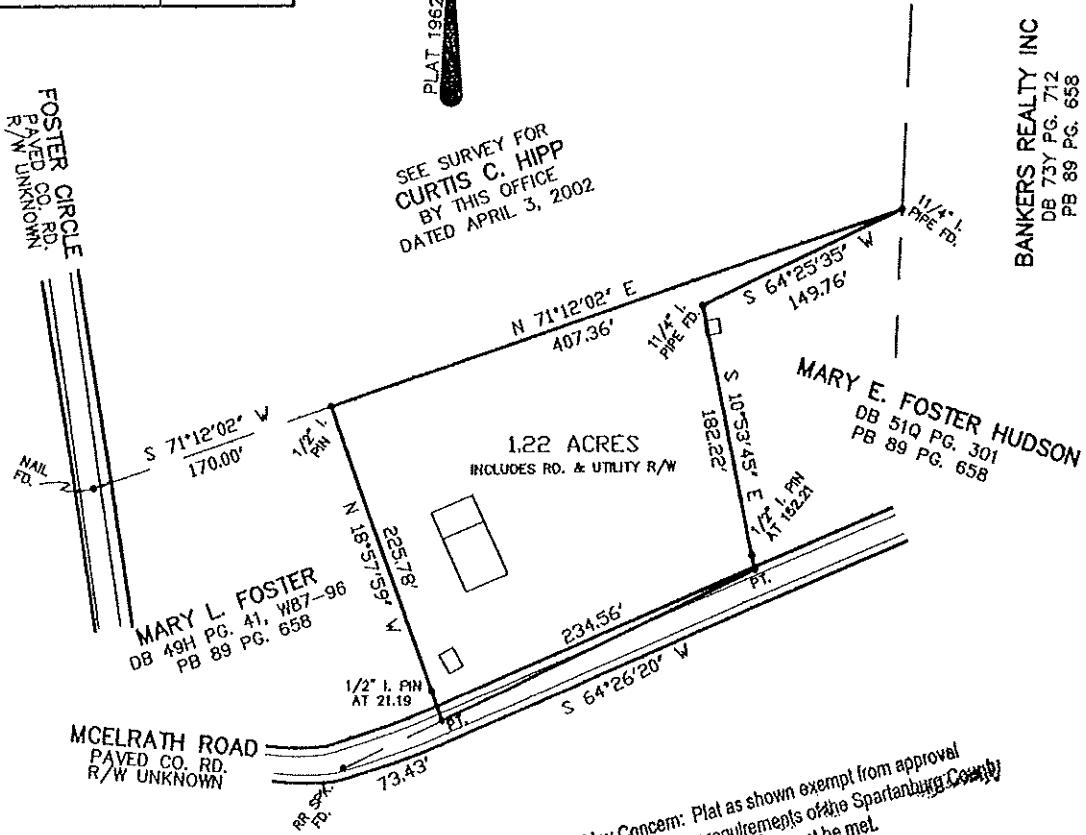 PLAT 1962
BANKERS REALTY INC
DB 73Y PG. 712
PB 89 PG. 658
FOSTER CIRCLE
PAVED CO. RD.
R/W UNKNOWN
SEE SURVEY FOR
CURTIS C. HIPP
BY THIS OFFICE
DATED APRIL 3, 2002
11/4" I.
PIPE FD.
S 64°25'35" W
149.76'
N 71°12'02" E
407.36'
11/4" I.
PIPE FD.
MARY E. FOSTER HUDSON
DB 51Q PG. 301
PB 89 PG. 658
S 71°12'02" W
170.00'
NAIL
FD.
1/2" I.
PIN
1.22 ACRES
INCLUDES RD. & UTILITY R/W
S 10°53'45" E
182.22'
1/2" I. PIN
AT 152.21
N 18°57'59" W
225.78'
MARY L. FOSTER
DB 49H PG. 41, W87-96
PB 89 PG. 658
234.56'
PT.
1/2" I. PIN
AT 21.19
PT.
S 64°26'20" W
MCELRATH ROAD
PAVED CO. RD.
R/W UNKNOWN
73.43'
RR SPK.
FD.
Concern: Plat as shown exempt from approval
requirements of the Spartanburg County
be met.